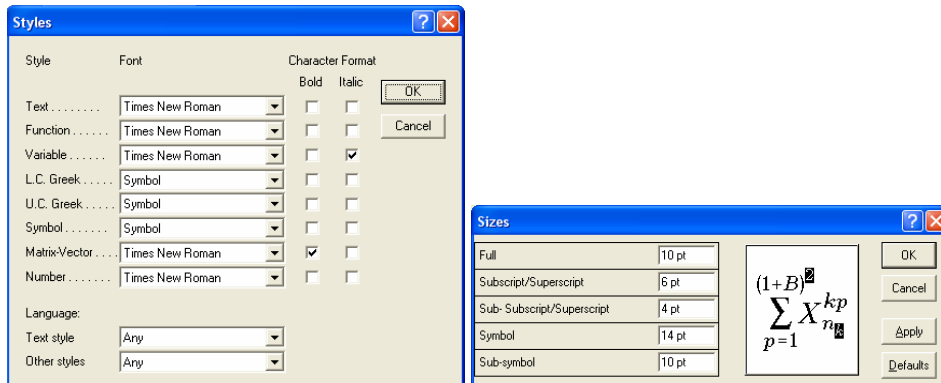 Styles
Style Font Character Format
Bold Italic
OK
Text . . . . . . . . Times New Roman
Cancel
Function . . . . . . Times New Roman
Variable . . . . . . Times New Roman
L.C. Greek . . . . . Symbol
U.C. Greek . . . . . Symbol
Symbol . . . . . . . Symbol
Matrix-Vector . . . . Times New Roman
Number . . . . . . . Times New Roman
Language:
Text style Any
Other styles Any
Sizes
Full 10 pt
Subscript/Superscript 6 pt
Sub- Subscript/Superscript 4 pt
Symbol 14 pt
Sub-symbol 10 pt
(1+B)²
∑ X kp n k
p=1
OK
Cancel
Apply
Defaults